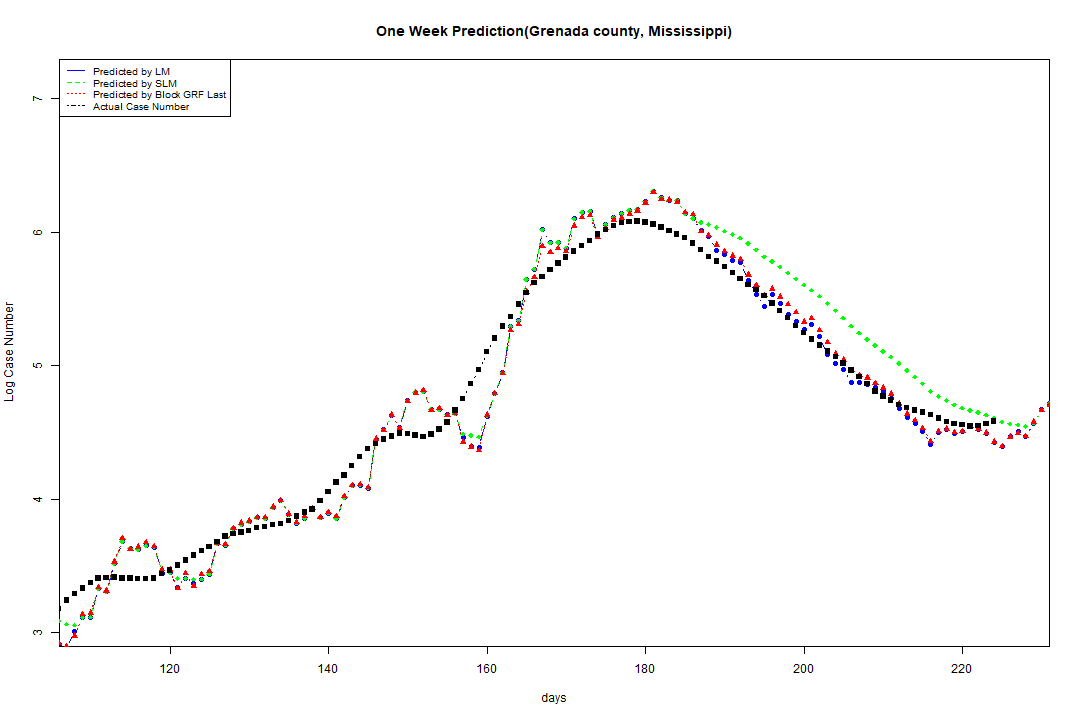 One Week Prediction(Grenada county, Mississippi)
Predicted by LM
Predicted by SLM
Predicted by Block GRF Last
Actual Case Number
7
6
5
4
3
Log Case Number
120 140 160 180 200 220
days